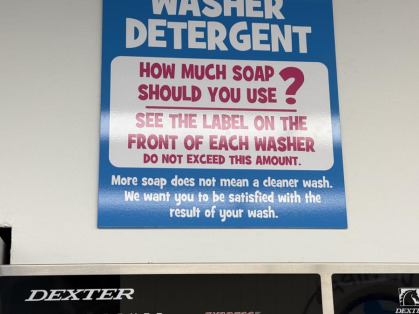 WASHER
DETERGENT
HOW MUCH SOAP
SHOULD YOU USE?
SEE THE LABEL ON THE
FRONT OF EACH WASHER
DO NOT EXCEED THIS AMOUNT.
More soap does not mean a cleaner wash.
We want you to be satisfied with the
result of your wash.
DEXTER